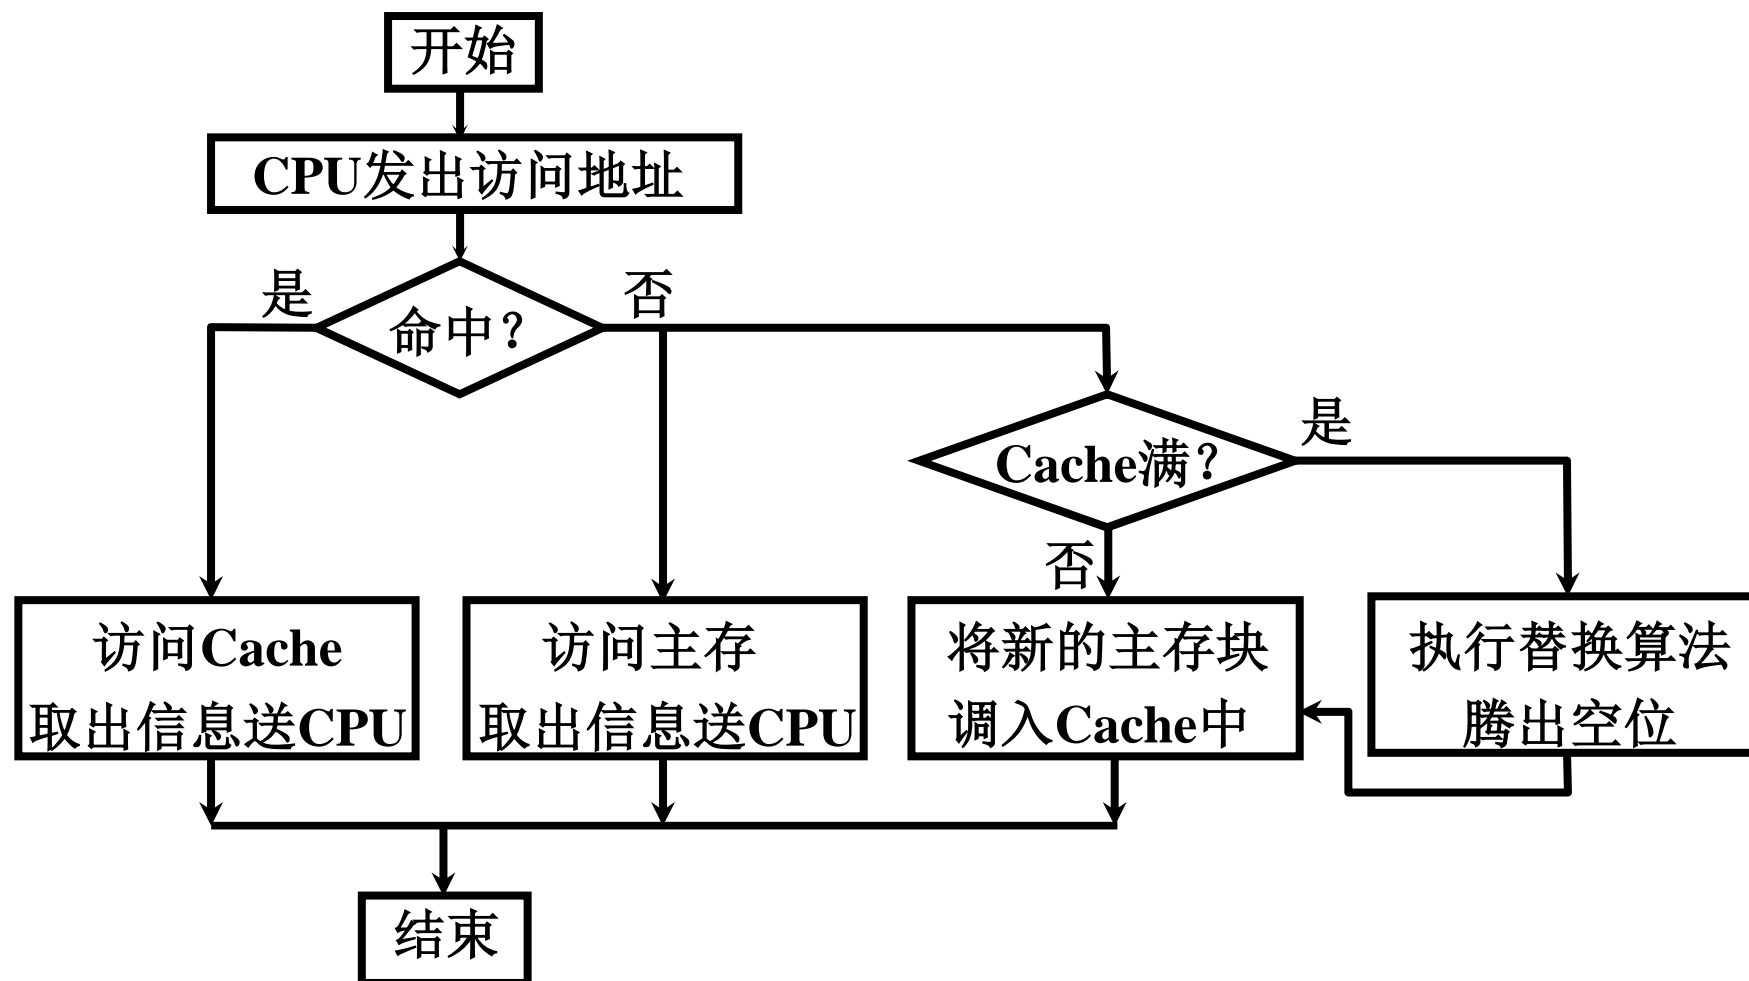 开始
CPU发出访问地址
是
否
命中？
是
Cache满？
否
访问Cache
取出信息送CPU
访问主存
取出信息送CPU
将新的主存块
调入Cache中
执行替换算法
腾出空位
结束